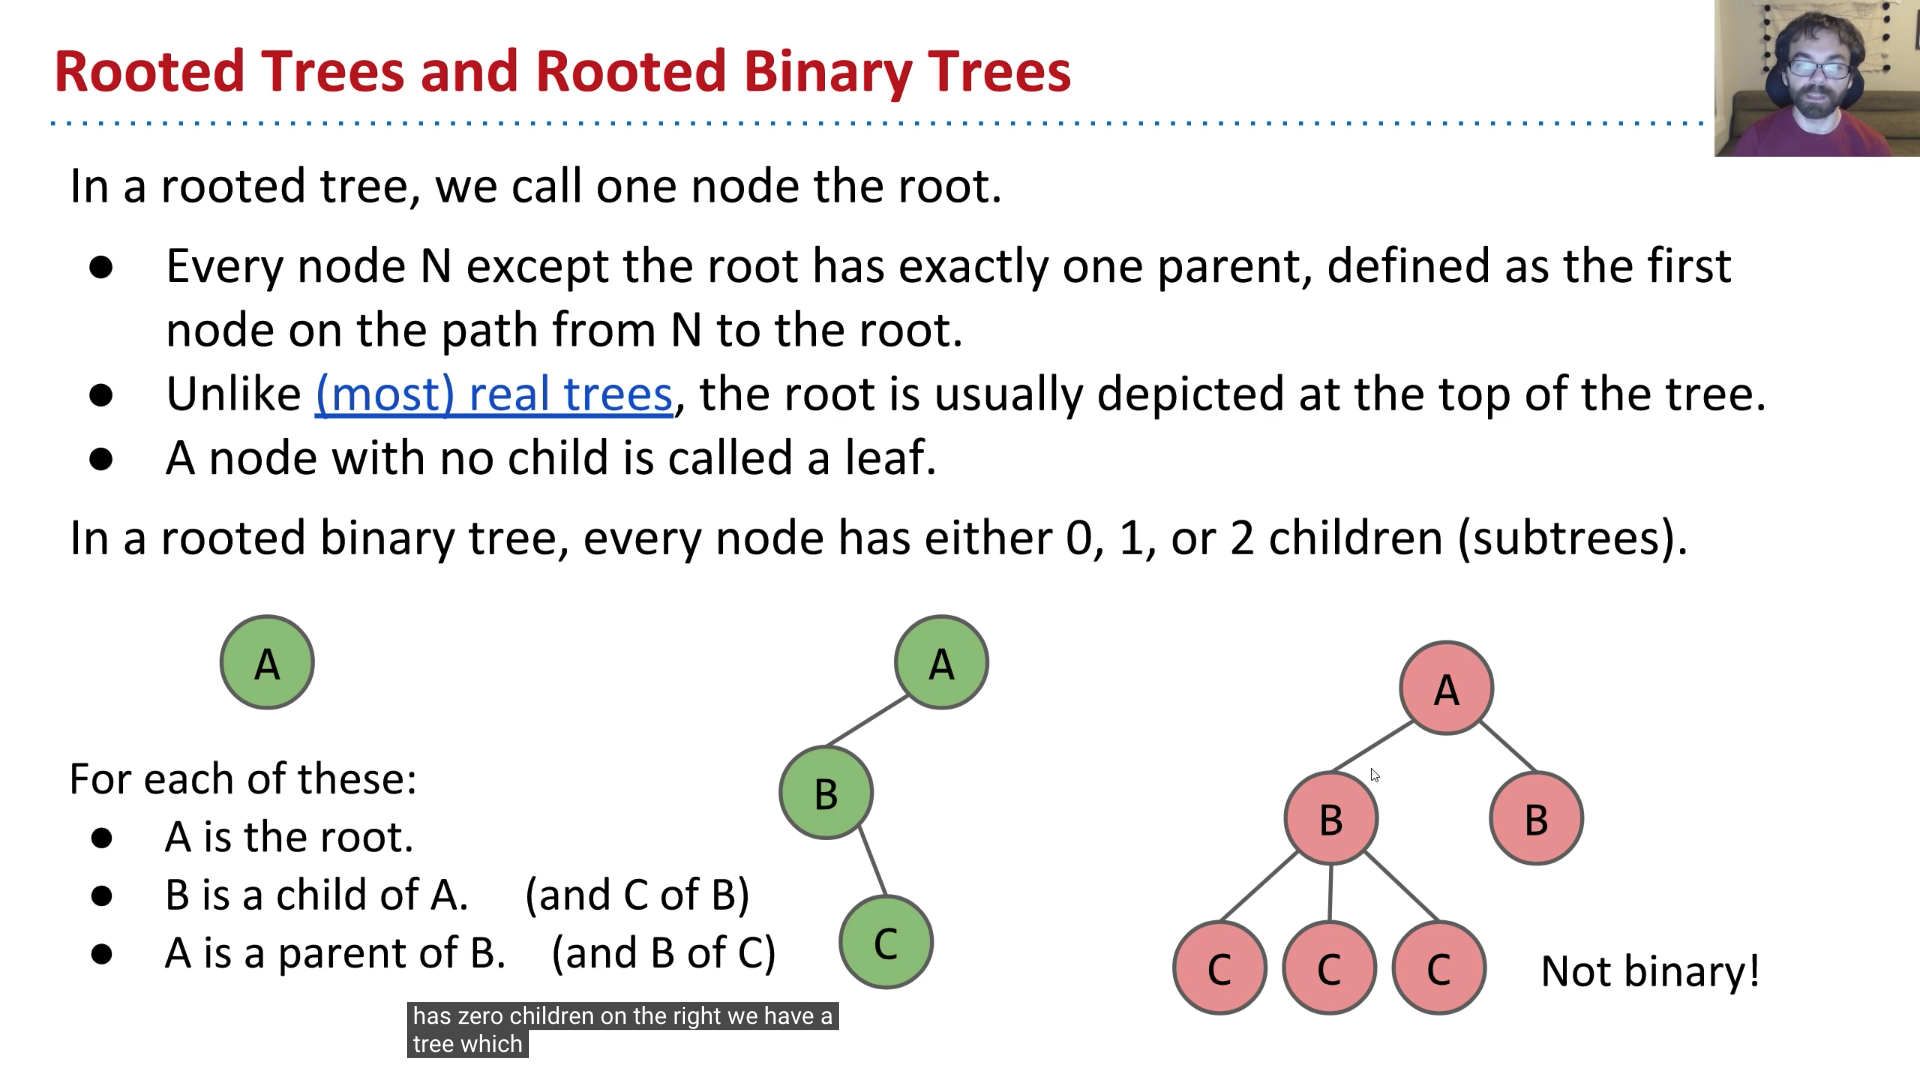 Rooted Trees and Rooted Binary Trees
In a rooted tree, we call one node the root.
● Every node N except the root has exactly one parent, defined as the first
node on the path from N to the root.
● Unlike (most) real trees, the root is usually depicted at the top of the tree.
● A node with no child is called a leaf.
In a rooted binary tree, every node has either 0, 1, or 2 children (subtrees).
A
For each of these:
● A is the root.
● B is a child of A. (and C of B)
● A is a parent of B. (and B of C)
A
B
C
A
B B
C C C
Not binary!
has zero children on the right we have a
tree which